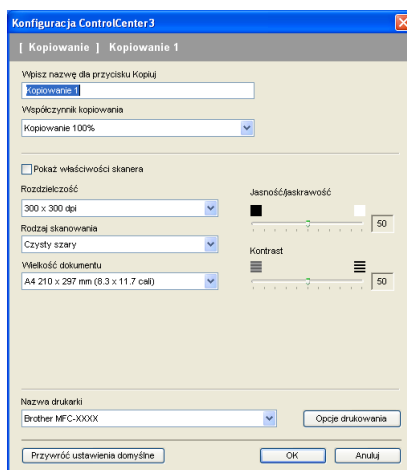 Konfiguracja ControlCenter3
[ Kopiowanie ] Kopiowanie 1
Wpisz nazwę dla przycisku Kopiuj
Kopiowanie 1
Współczynnik kopiowania
Kopiowanie 100%
Pokaż właściwości skanera
Rozdzielczość
300 x 300 dpi
Rodzaj skanowania
Czysty szary
Wielkość dokumentu
A4 210 x 297 mm (8.3 x 11.7 cali)
Jasność/jaskrawość
50
Kontrast
50
Nazwa drukarki
Brother MFC-XXXX
Opcje drukowania
Przywróć ustawienia domyślne
OK
Anuluj